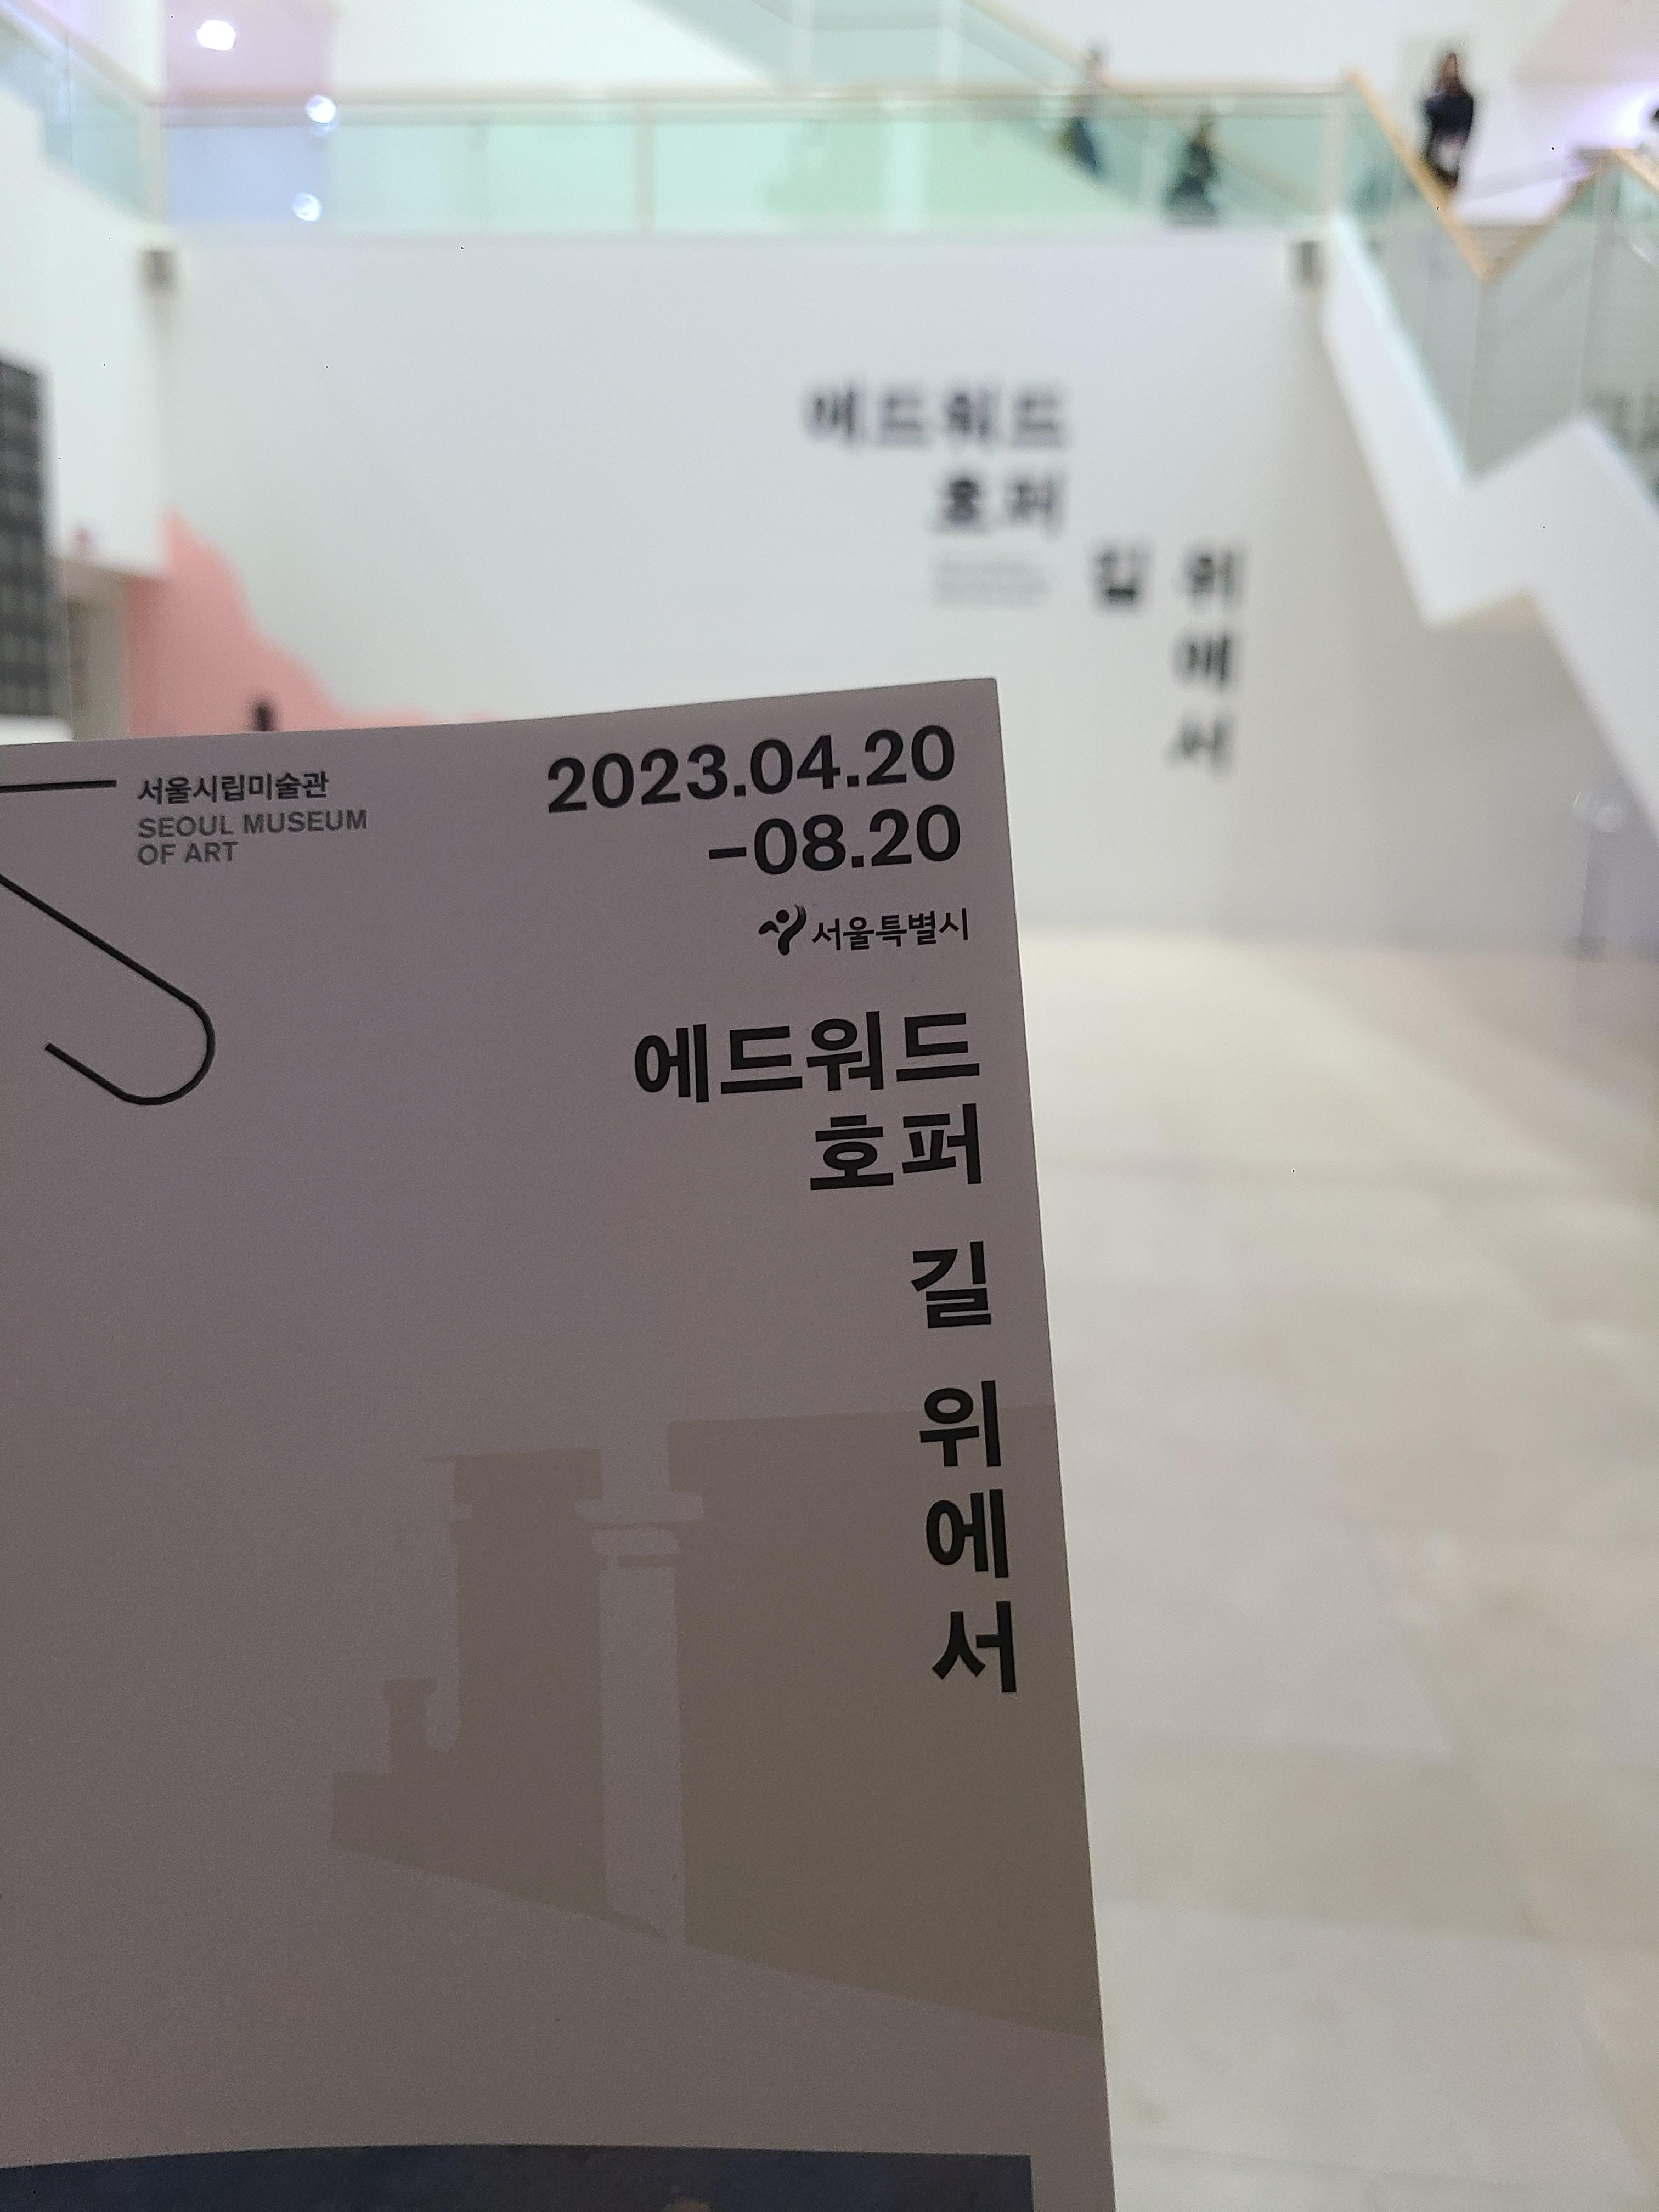 에드워드
호퍼
길 위
에
서
서울시립미술관
SEOUL MUSEUM
OF ART
2023.04.20
–08.20
서울특별시
에드워드
호퍼
길
위
에
서